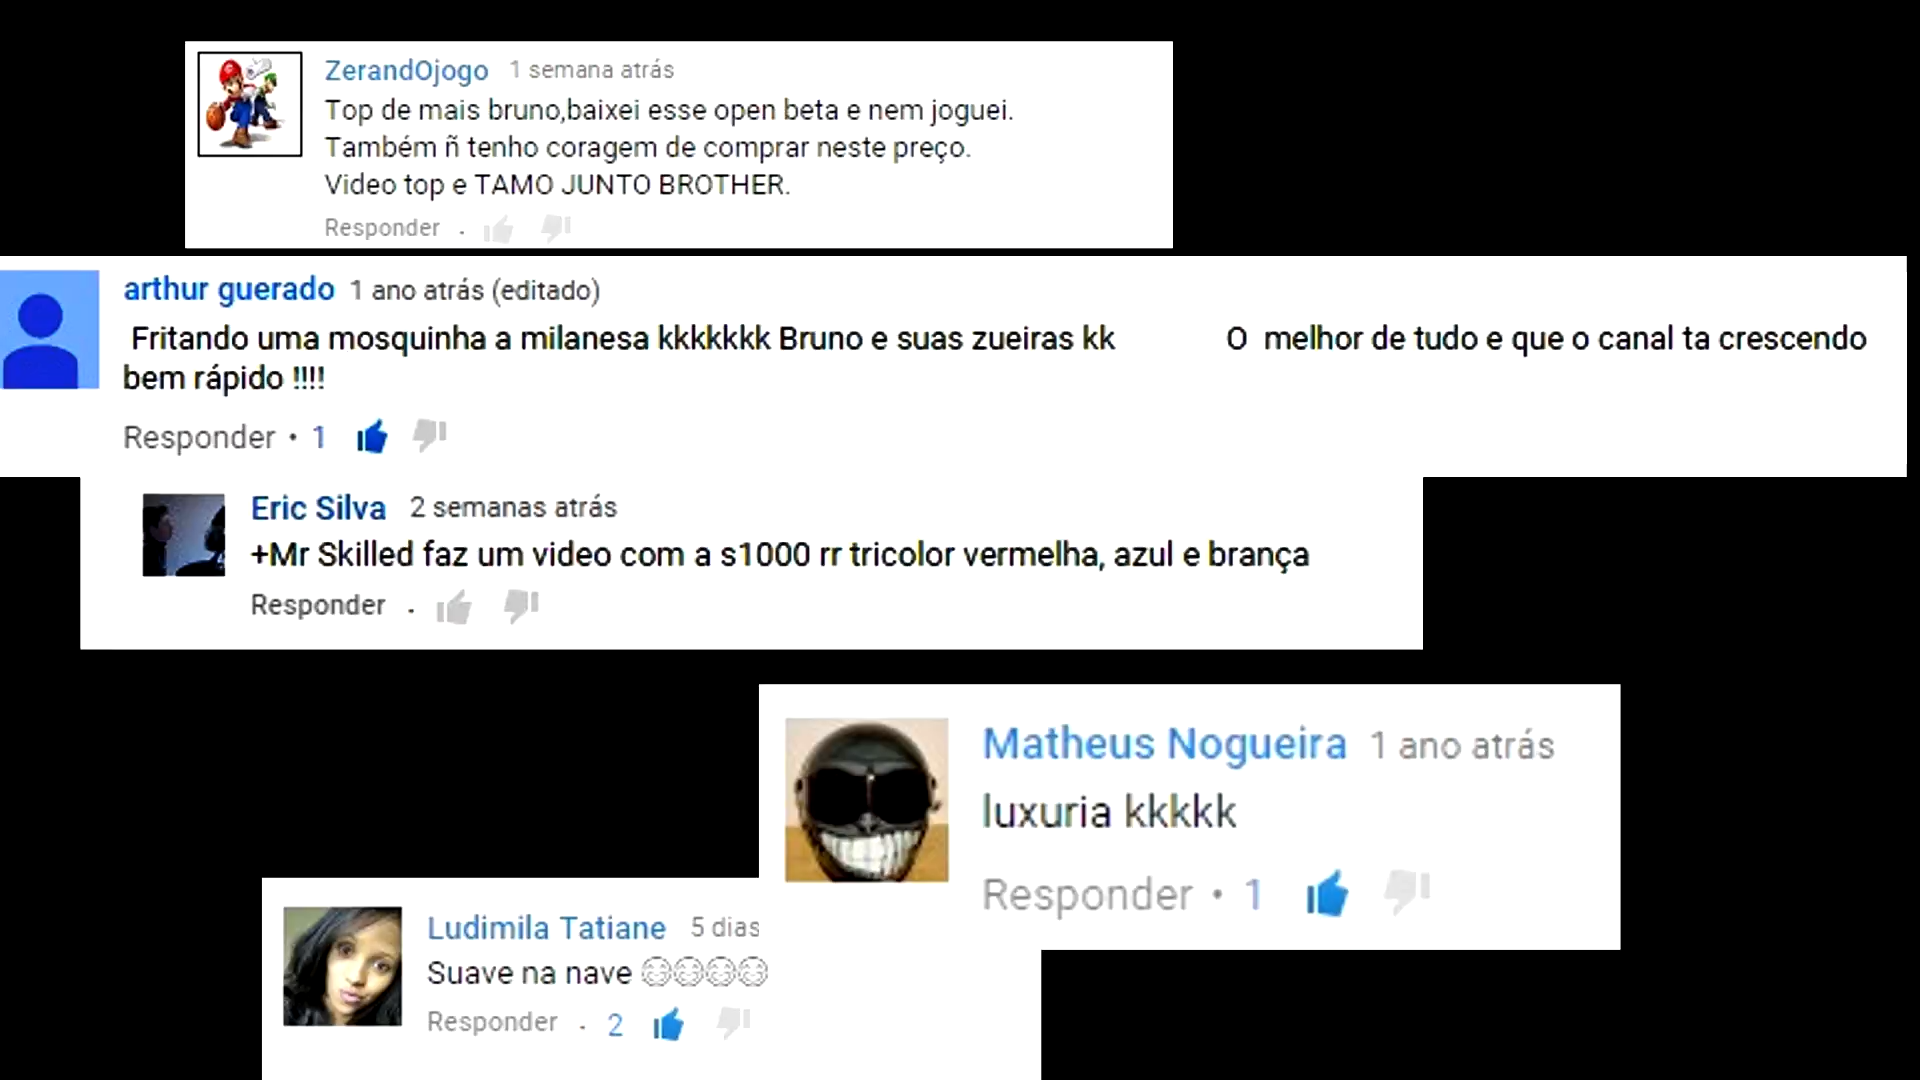 ZerandOjogo 1 semana atrás
Top de mais bruno,baixei esse open beta e nem joguei.
Também ñ tenho coragem de comprar neste preço.
Video top e TAMO JUNTO BROTHER.
Responder .
arthur guerado 1 ano atrás (editado)
Fritando uma mosquinha a milanesa kkkkkkk Bruno e suas zueiras kk O melhor de tudo e que o canal ta crescendo
bem rápido !!!!
Responder • 1
Eric Silva 2 semanas atrás
+Mr Skilled faz um video com a s1000 rr tricolor vermelha, azul e brança
Responder .
Matheus Nogueira 1 ano atrás
luxuria kkkkk
Responder • 1
Ludimila Tatiane 5 dias
Suave na nave 😂😂😂😂
Responder . 2